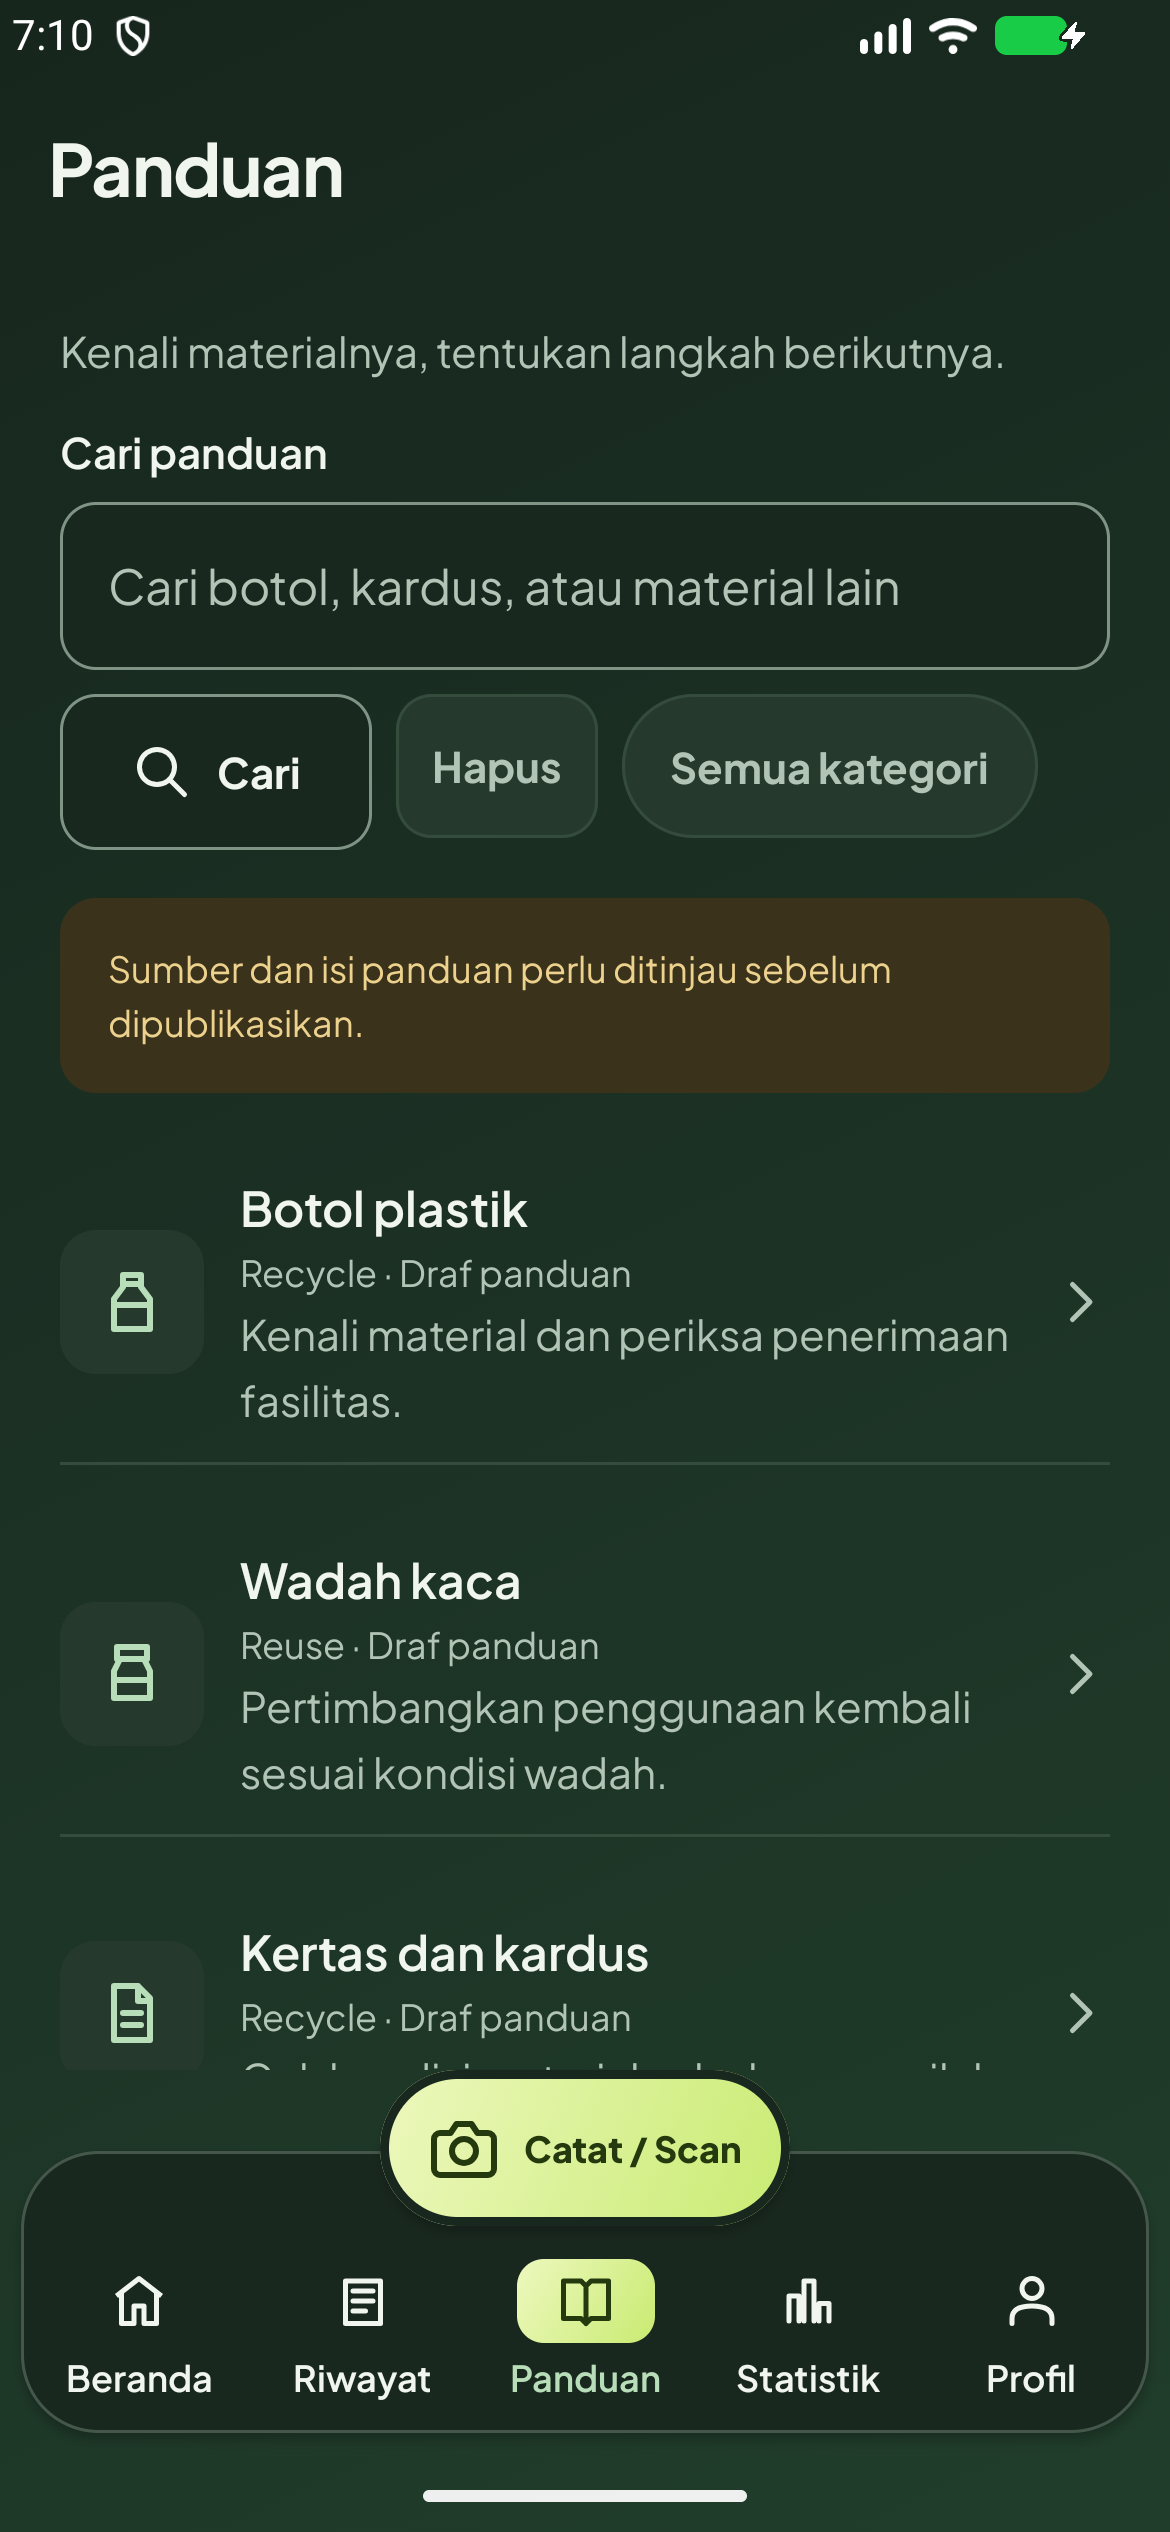 7:10
Panduan
Kenali materialnya, tentukan langkah berikutnya.
Cari panduan
Cari botol, kardus, atau material lain
Cari
Hapus
Semua kategori
Sumber dan isi panduan perlu ditinjau sebelum
dipublikasikan.
Botol plastik
Recycle · Draf panduan
Kenali material dan periksa penerimaan
fasilitas.
Wadah kaca
Reuse · Draf panduan
Pertimbangkan penggunaan kembali
sesuai kondisi wadah.
Kertas dan kardus
Recycle · Draf panduan
Catat / Scan
Beranda
Riwayat
Panduan
Statistik
Profil